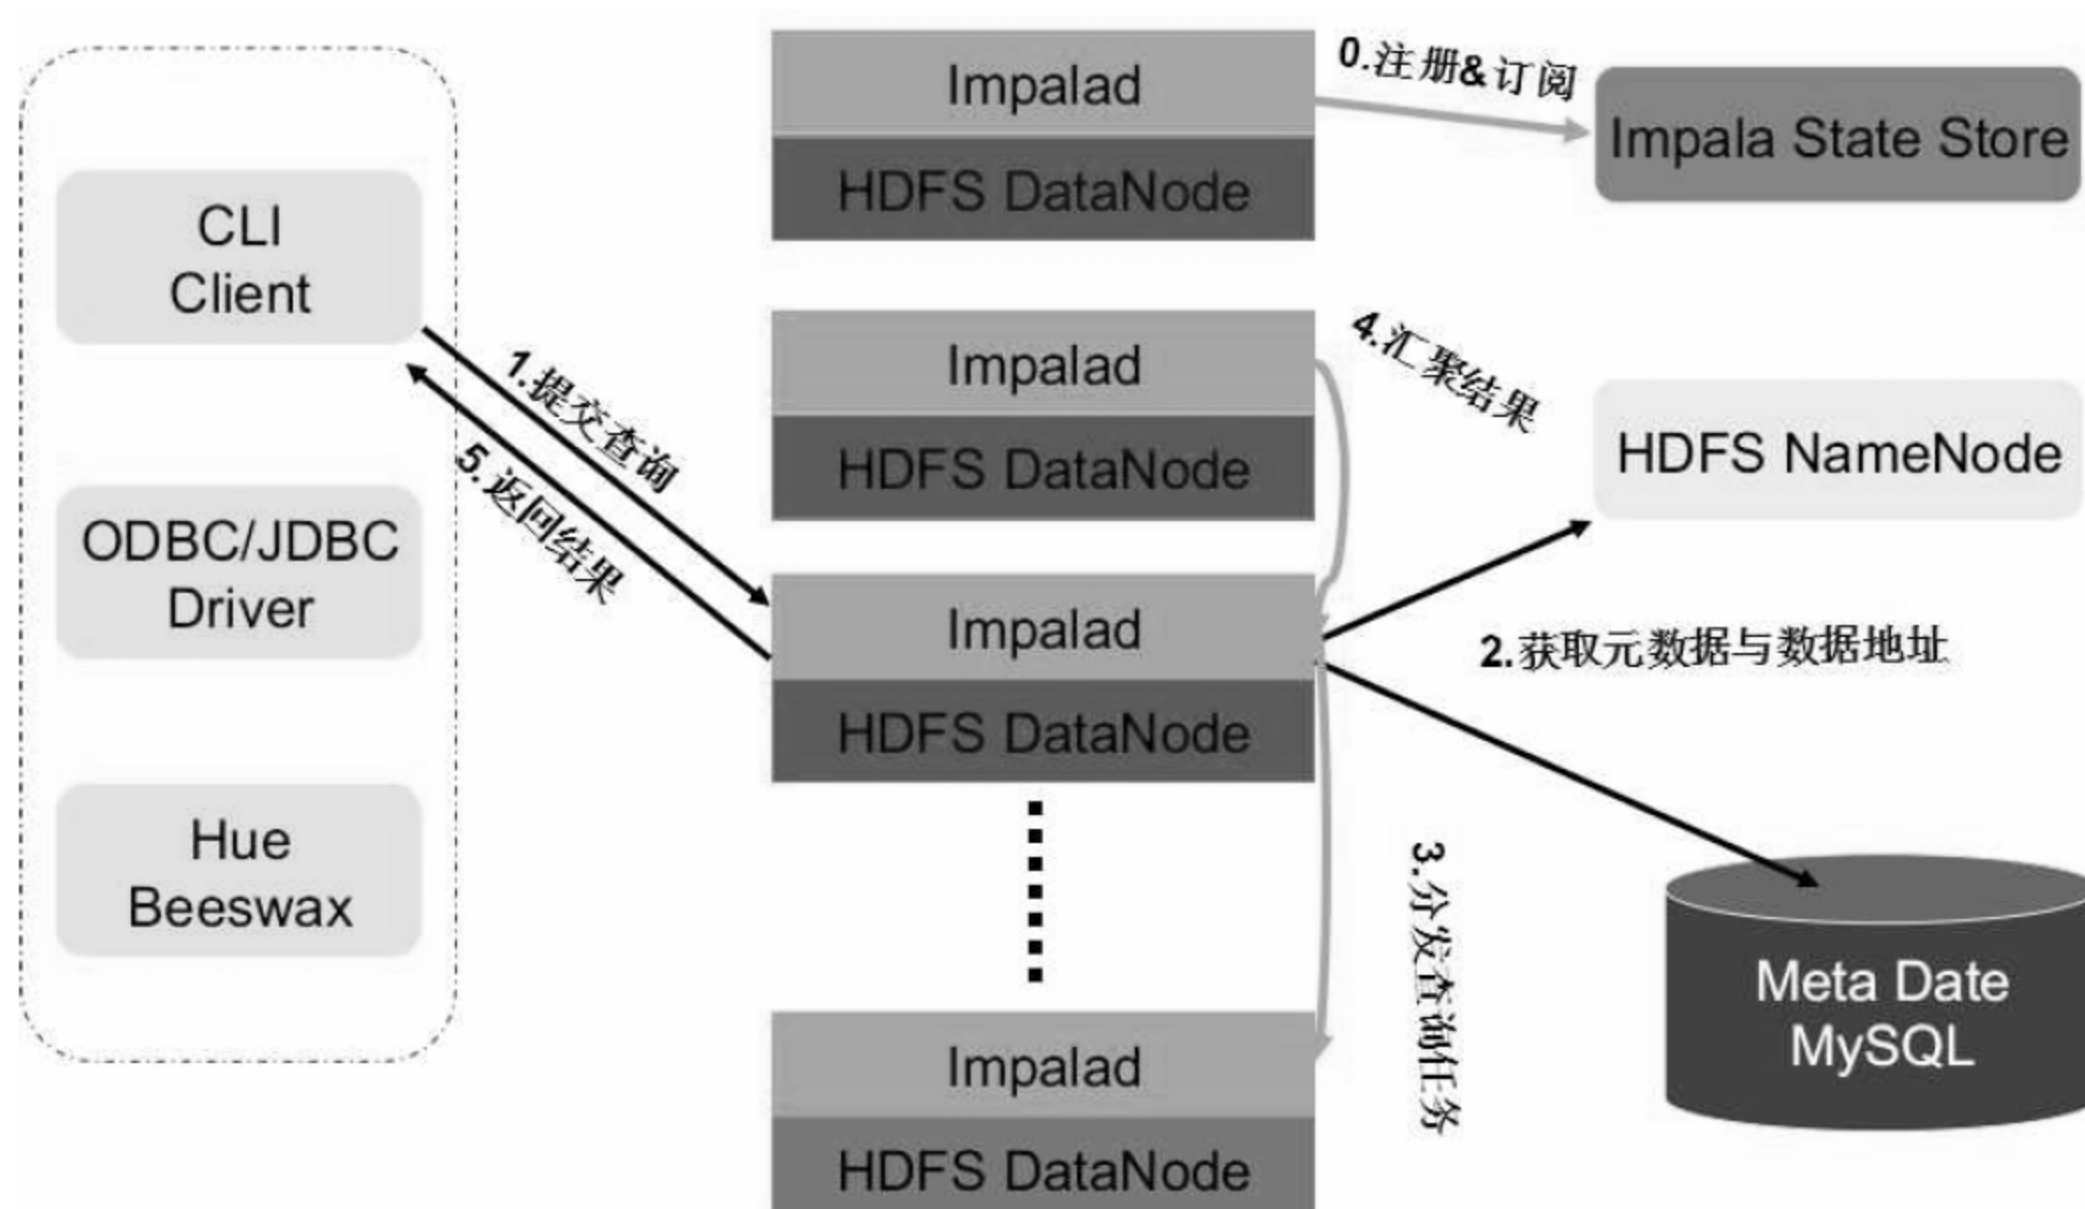 CLI
Client
ODBC/JDBC
Driver
Hue
Beeswax
1.提交查询
5.返回结果
Impalad
HDFS DataNode
Impalad
HDFS DataNode
Impalad
HDFS DataNode
Impalad
HDFS DataNode
0.注册&订阅
Impala State Store
4.汇聚结果
HDFS NameNode
2.获取元数据与数据地址
3.分发查询任务
Meta Date
MySQL